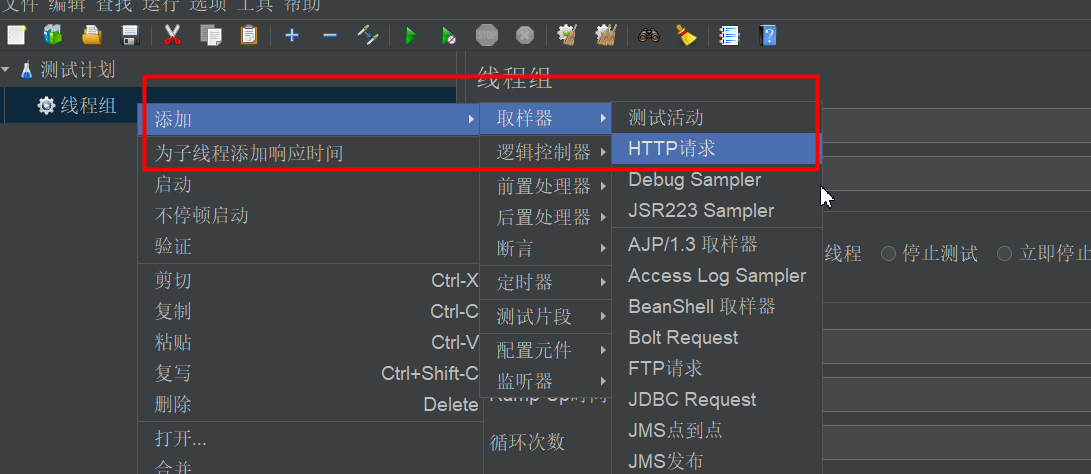 文件 编辑 查找 运行 选项 工具 帮助
测试计划
线程组
线程组
添加
为子线程添加响应时间
启动
不停顿启动
验证
剪切 Ctrl-X
复制 Ctrl-C
粘贴 Ctrl-V
复写 Ctrl+Shift-C
删除 Delete
打开...
合并
取样器
逻辑控制器
前置处理器
后置处理器
断言
定时器
测试片段
配置元件
监听器
测试活动
HTTP请求
Debug Sampler
JSR223 Sampler
AJP/1.3 取样器
Access Log Sampler
BeanShell 取样器
Bolt Request
FTP请求
JDBC Request
JMS点到点
JMS发布
线程 停止测试 立即停止
Ramp-Up时间
循环次数